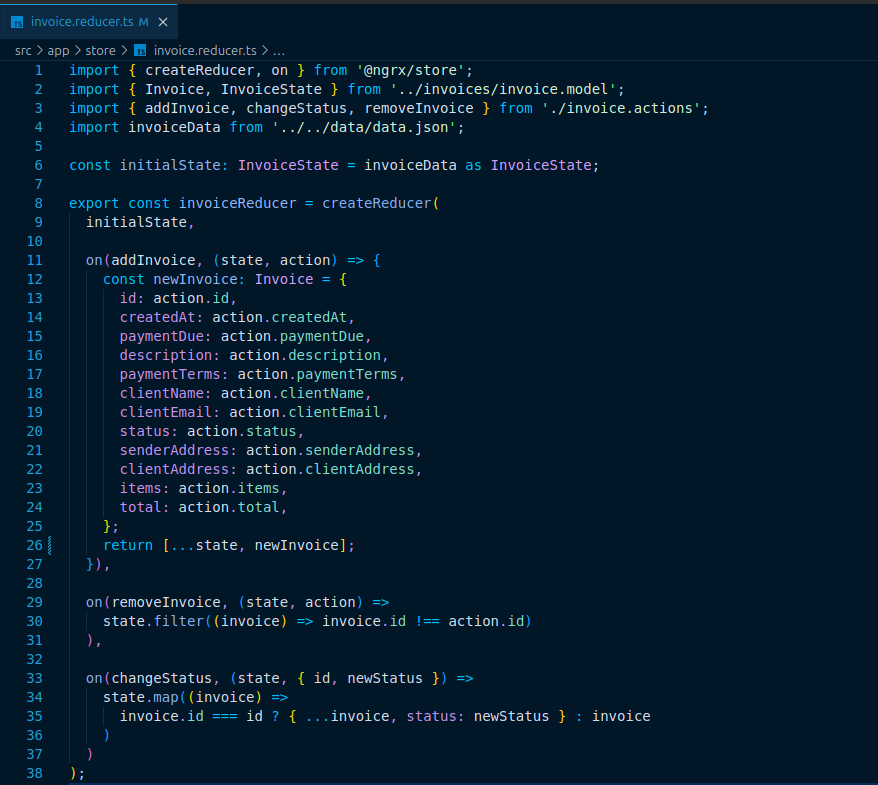 TS invoice.reducer.ts M ×
src > app > store > TS invoice.reducer.ts > ...
1 import { createReducer, on } from '@ngrx/store';
2 import { Invoice, InvoiceState } from '../invoices/invoice.model';
3 import { addInvoice, changeStatus, removeInvoice } from './invoice.actions';
4 import invoiceData from '../../data/data.json';
5
6 const initialState: InvoiceState = invoiceData as InvoiceState;
7
8 export const invoiceReducer = createReducer(
9   initialState,
10
11   on(addInvoice, (state, action) => {
12     const newInvoice: Invoice = {
13       id: action.id,
14       createdAt: action.createdAt,
15       paymentDue: action.paymentDue,
16       description: action.description,
17       paymentTerms: action.paymentTerms,
18       clientName: action.clientName,
19       clientEmail: action.clientEmail,
20       status: action.status,
21       senderAddress: action.senderAddress,
22       clientAddress: action.clientAddress,
23       items: action.items,
24       total: action.total,
25     };
26     return [...state, newInvoice];
27   }),
28
29   on(removeInvoice, (state, action) =>
30     state.filter((invoice) => invoice.id !== action.id)
31   ),
32
33   on(changeStatus, (state, { id, newStatus }) =>
34     state.map((invoice) =>
35       invoice.id === id ? { ...invoice, status: newStatus } : invoice
36     )
37   )
38 );